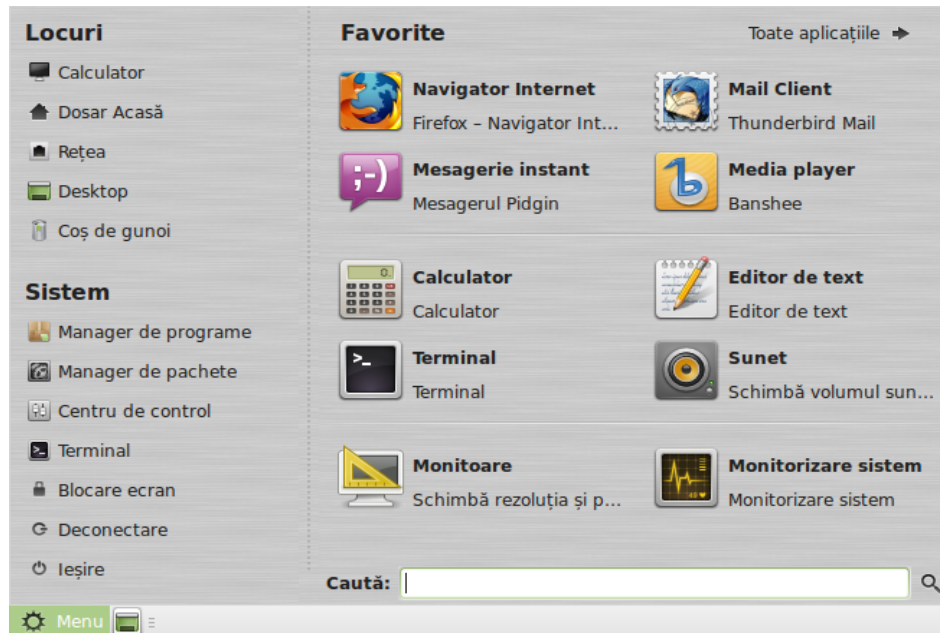 Locuri
Calculator
Dosar Acasă
Rețea
Desktop
Coș de gunoi
Sistem
Manager de programe
Manager de pachete
Centru de control
Terminal
Blocare ecran
Deconectare
Ieșire
Favorite
Toate aplicațiile
Navigator Internet
Firefox – Navigator Int...
Mail Client
Thunderbird Mail
;-)
Mesagerie instant
Mesagerul Pidgin
Media player
Banshee
0.
Calculator
Calculator
Editor de text
Editor de text
>_
Terminal
Terminal
Sunet
Schimbă volumul sun...
Monitoare
Schimbă rezoluția și p...
Monitorizare sistem
Monitorizare sistem
Caută:
Menu